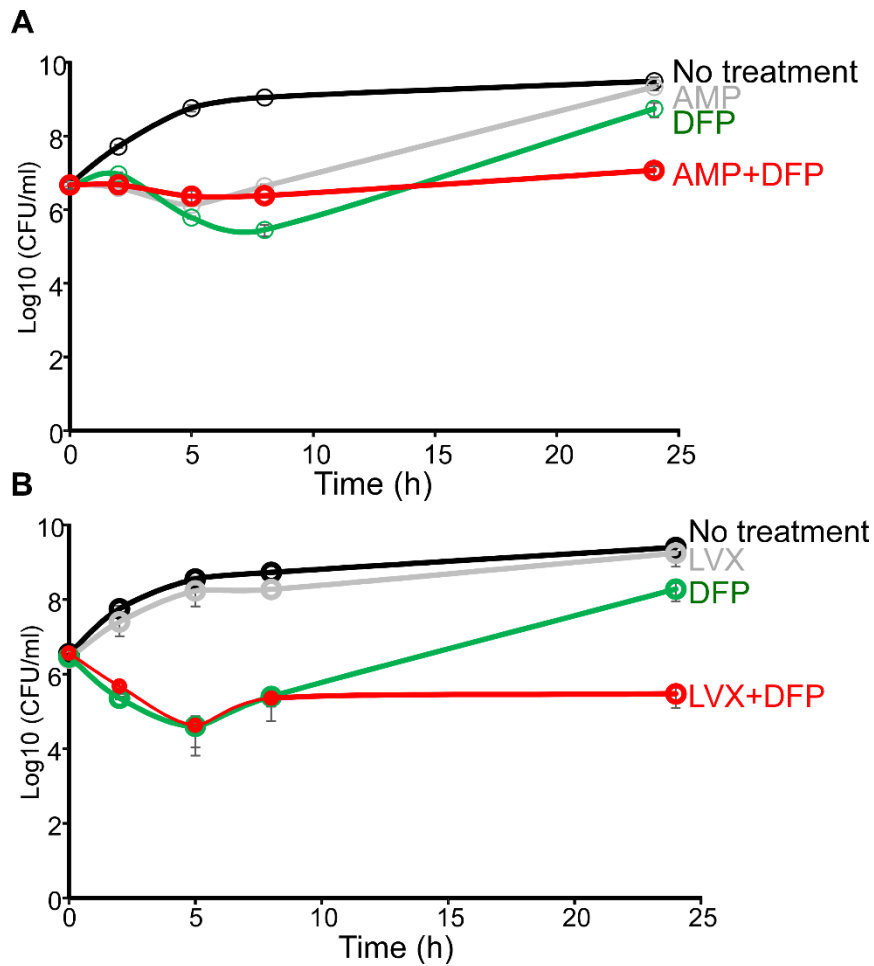 A
10
8
6
4
2
0
Log10 (CFU/ml)
0 5 10 15 20 25
Time (h)
No treatment
AMP
DFP
AMP+DFP
B
10
8
6
4
2
0
Log10 (CFU/ml)
0 5 10 15 20 25
Time (h)
No treatment
LVX
DFP
LVX+DFP